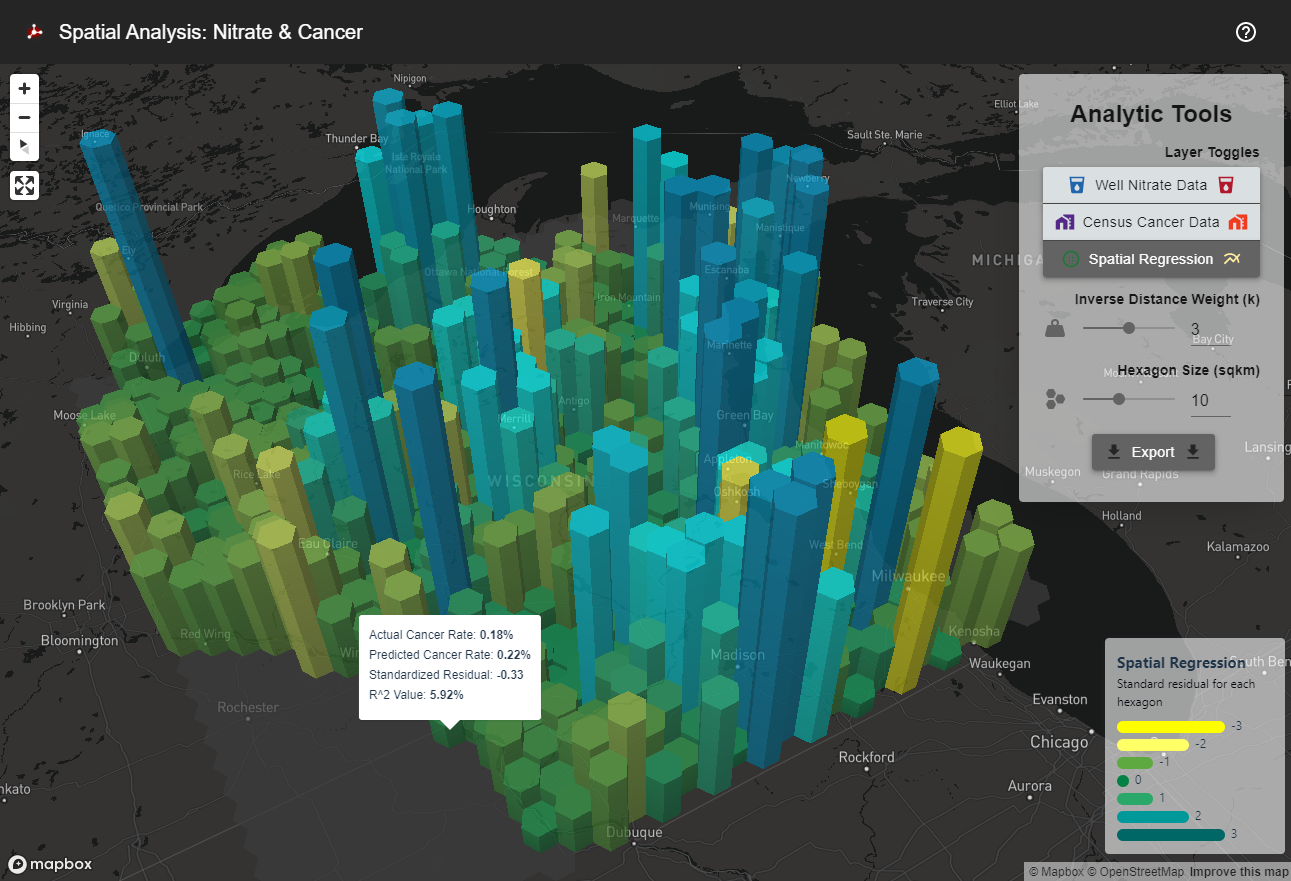 Spatial Analysis: Nitrate & Cancer
Nipigon
Elliot Lake
Ignace
Thunder Bay
Sault Ste. Marie
Isle Royale
National Park
Newberry
Quetico Provincial Park
Houghton
Munising
Marquette
Manistique
Ely
Ottawa National Forest
Escanaba
MICHIGA
Virginia
Iron Mountain
Traverse City
Hibbing
Marinette
Duluth
Antigo
Moose Lake
Merrill
Green Bay
Manitowoc
Appleton
Rice Lake
WISCONSIN
Oshkosh
Sheboygan
Eau Claire
West Bend
Milwaukee
Brooklyn Park
Bloomington
Red Wing
Win
Kenosha
Madison
Waukegan
Rochester
Evanston
Chicago
Rockford
Aurora
nkato
Dubuque
Analytic Tools
Layer Toggles
Well Nitrate Data
Census Cancer Data
Spatial Regression
Inverse Distance Weight (k)
3
Bay City
Hexagon Size (sqkm)
10
Export
Lansing
Muskegon
Grand Rapids
Holland
Kalamazoo
Actual Cancer Rate: 0.18%
Predicted Cancer Rate: 0.22%
Standardized Residual: -0.33
R^2 Value: 5.92%
Spatial Regression
South Ben
Standard residual for each
hexagon
-3
-2
-1
0
1
2
3
mapbox
© Mapbox © OpenStreetMap Improve this map